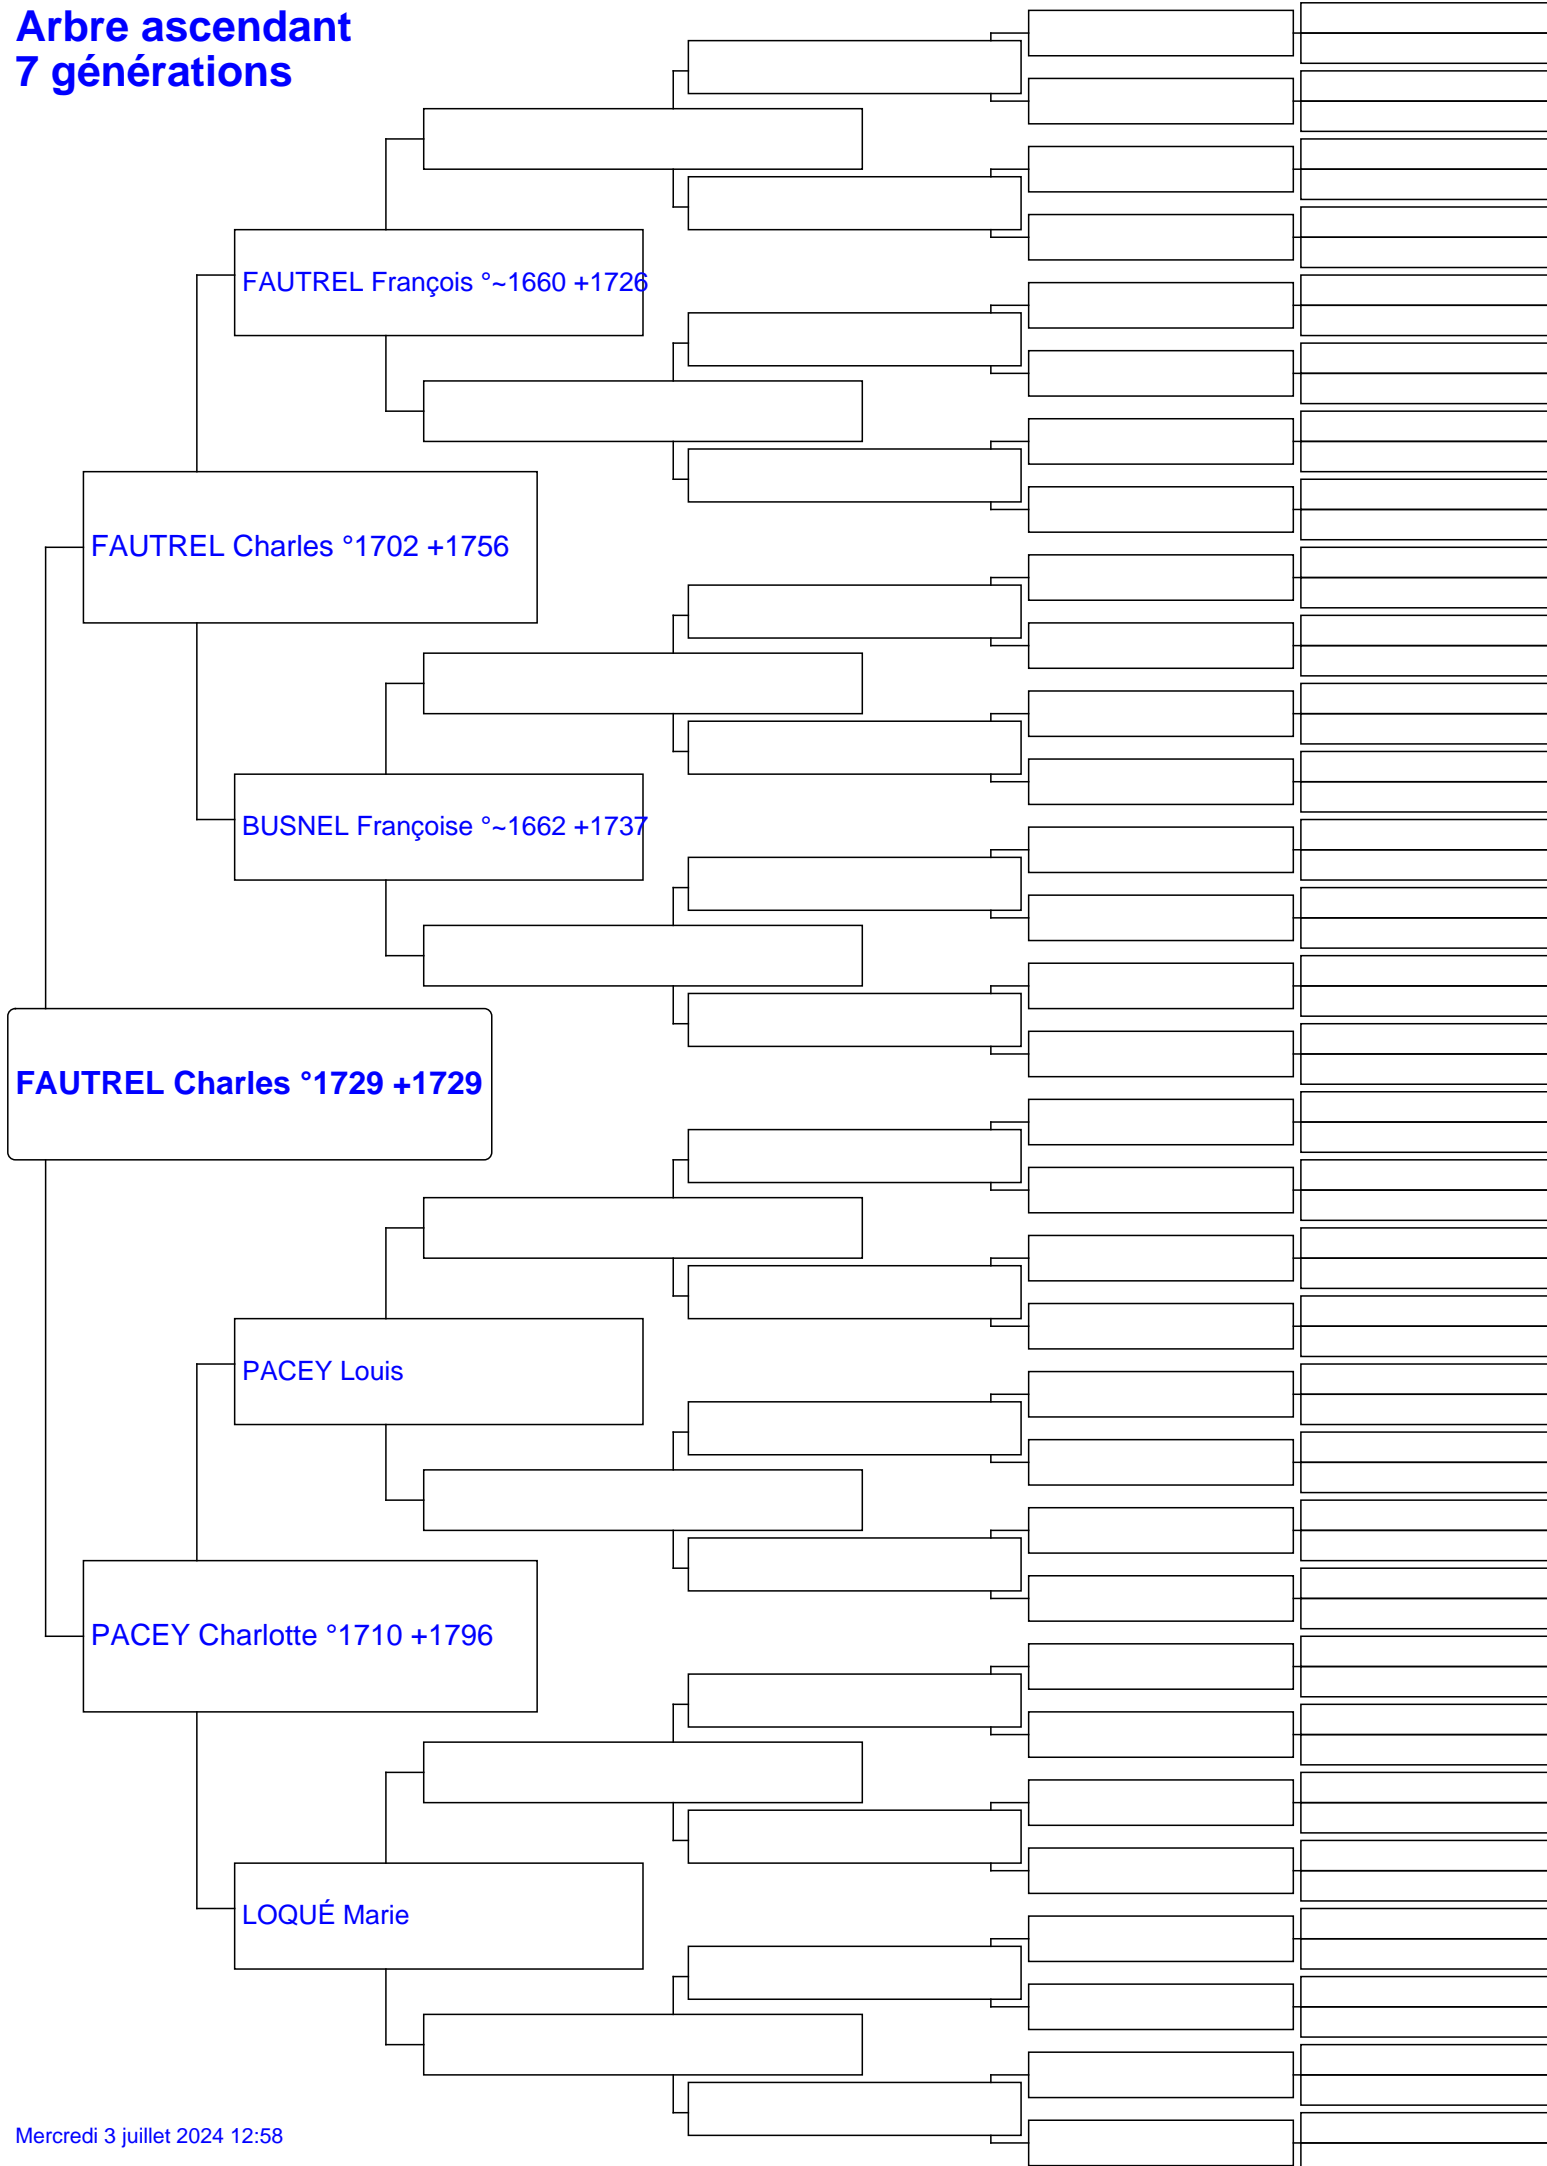 Arbre ascendant
7 générations
FAUTREL François °~1660 +1726
FAUTREL Charles °1702 +1756
BUSNEL Françoise °~1662 +1737
FAUTREL Charles °1729 +1729
PACEY Louis
PACEY Charlotte °1710 +1796
LOQUÉ Marie
Mercredi 3 juillet 2024 12:58